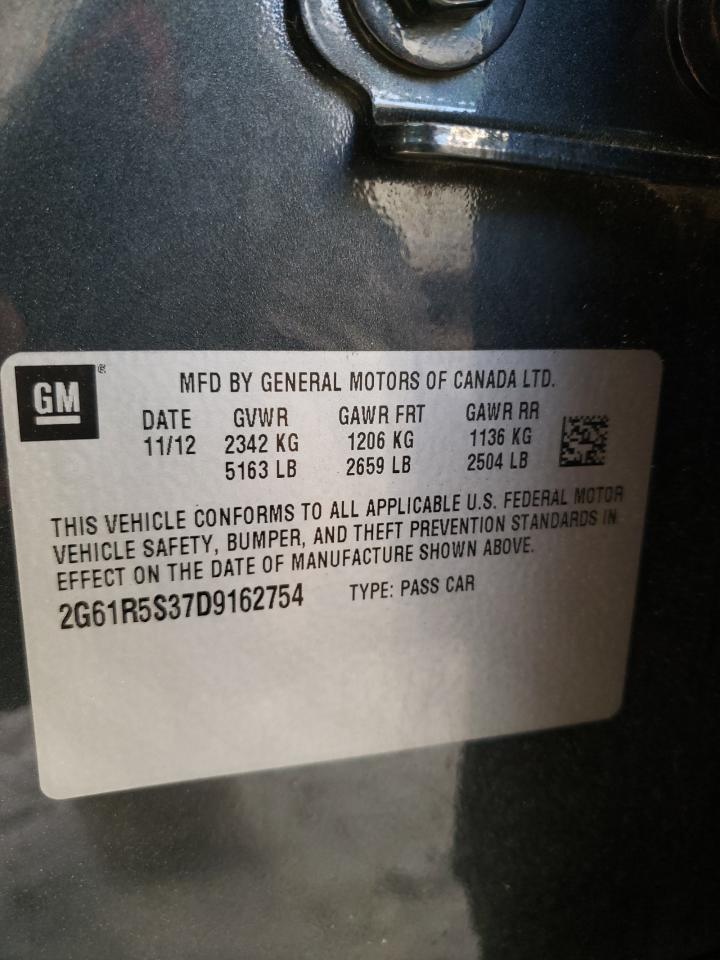 GM
MFD BY GENERAL MOTORS OF CANADA LTD.
DATE GVWR GAWR FRT GAWR RR
11/12 2342 KG 1206 KG 1136 KG
5163 LB 2659 LB 2504 LB
THIS VEHICLE CONFORMS TO ALL APPLICABLE U.S. FEDERAL MOTOR
VEHICLE SAFETY, BUMPER, AND THEFT PREVENTION STANDARDS IN
EFFECT ON THE DATE OF MANUFACTURE SHOWN ABOVE.
2G61R5S37D9162754 TYPE: PASS CAR